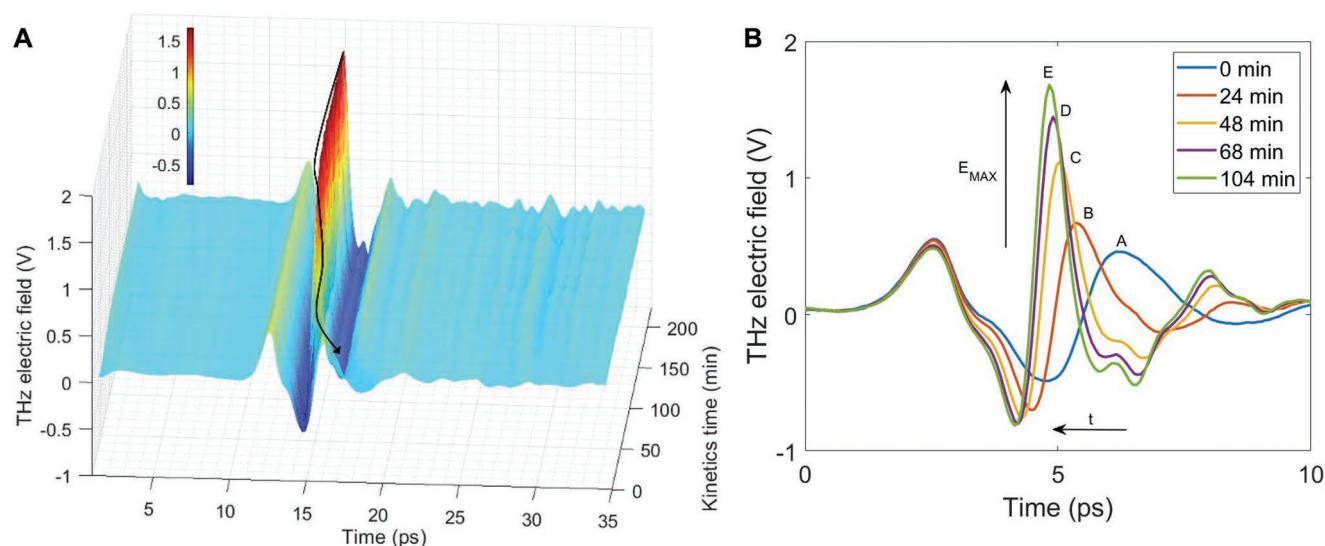 A
1.5
1
0.5
0
-0.5
THz electric field (V)
2
1.5
1
0.5
0
-0.5
-1
5
10
15
20
25
30
35
Time (ps)
0
50
100
150
200
Kinetics time (min)
B
THz electric field (V)
2
1
0
-1
0
5
10
Time (ps)
E
D
C
B
A
E_MAX
t
0 min
24 min
48 min
68 min
104 min